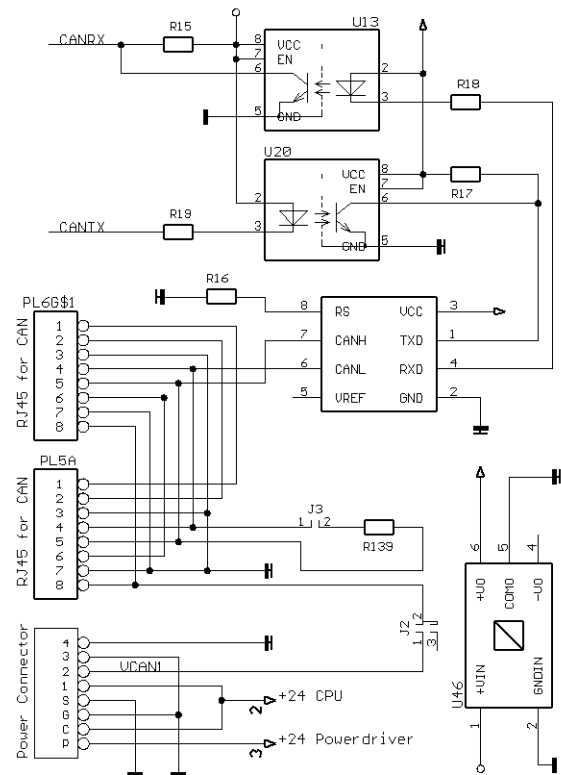 CANRX
R15
U13
8 VCC
7 EN
6
5 GND
2
3
R18
U20
VCC 8
EN 7
6
GND 5
2
3
R17
CANTX
R19
R16
PL6G$1
RJ45 for CAN
1
2
3
4
5
6
7
8
8 RS
7 CANH
6 CANL
5 VREF
VCC 3
TXD 1
RXD 4
GND 2
PL5A
RJ45 for CAN
1
2
3
4
5
6
7
8
J3
1 2
R139
J2
2
1 3
Power Connector
4
3
2
1
S
G
C
P
VCAN1
2 +24 CPU
3 +24 Powerdriver
U46
6 +VO
5 COMO
4 -VO
1 +VIN
2 GNDIN